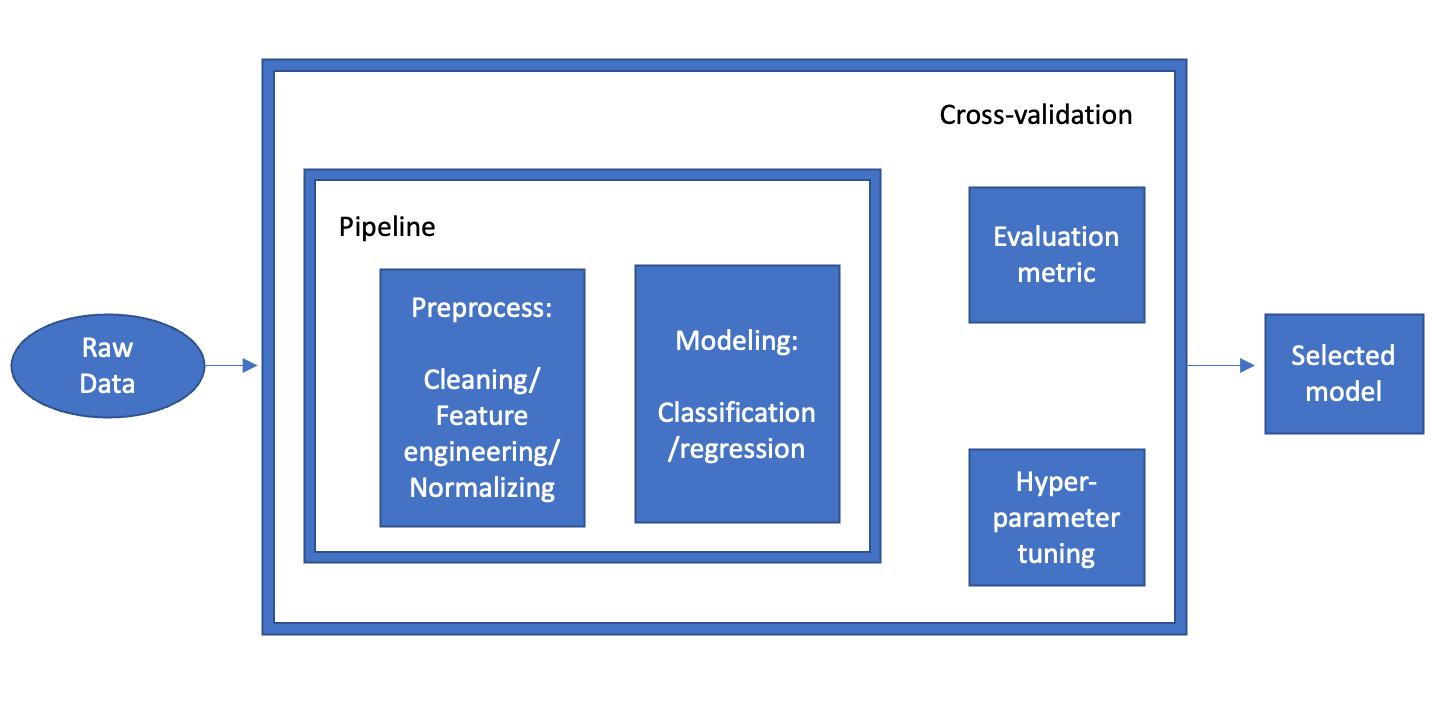 Cross-validation
Pipeline
Preprocess:
Cleaning/
Feature
engineering/
Normalizing
Modeling:
Classification
/regression
Evaluation
metric
Hyper-
parameter
tuning
Raw
Data
Selected
model